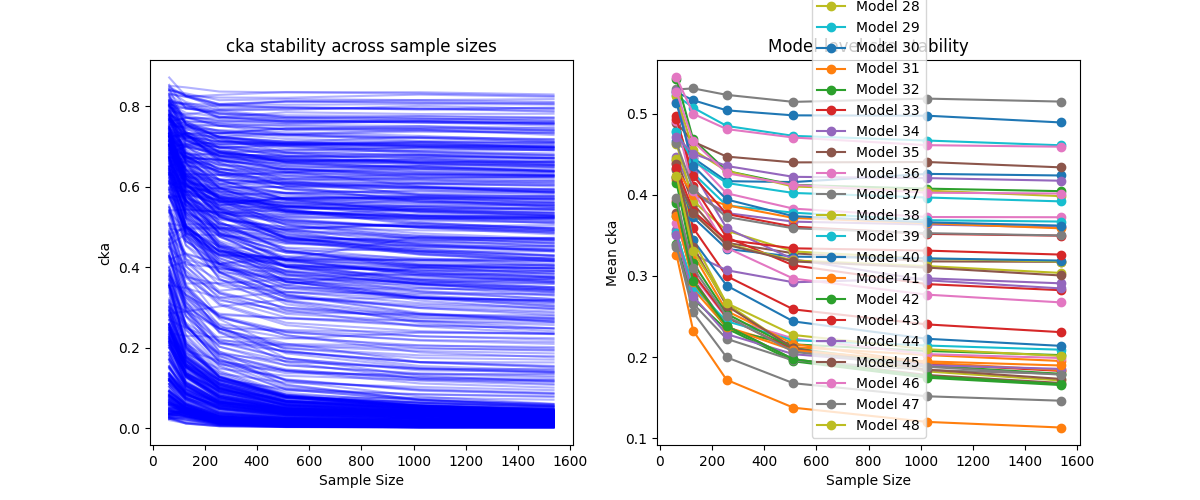 cka stability across sample sizes
cka
0.0
0.2
0.4
0.6
0.8
0 200 400 600 800 1000 1200 1400 1600
Sample Size
Model level cka stability
Mean cka
0.1
0.2
0.3
0.4
0.5
0 200 400 600 800 1000 1200 1400 1600
Sample Size
Model 28
Model 29
Model 30
Model 31
Model 32
Model 33
Model 34
Model 35
Model 36
Model 37
Model 38
Model 39
Model 40
Model 41
Model 42
Model 43
Model 44
Model 45
Model 46
Model 47
Model 48